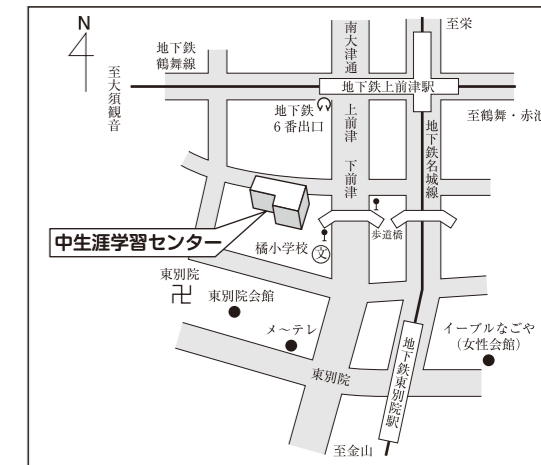 N
至栄
地下鉄
鶴舞線
南大津通
至大須観音
地下鉄上前津駅
地下鉄
6番出口
上前津
至鶴舞・赤池
地下鉄名城線
下前津
中生涯学習センター
橘小学校
文
歩道橋
東別院
卍
東別院会館
メ〜テレ
イーブルなごや
（女性会館）
東別院
地下鉄東別院駅
至金山